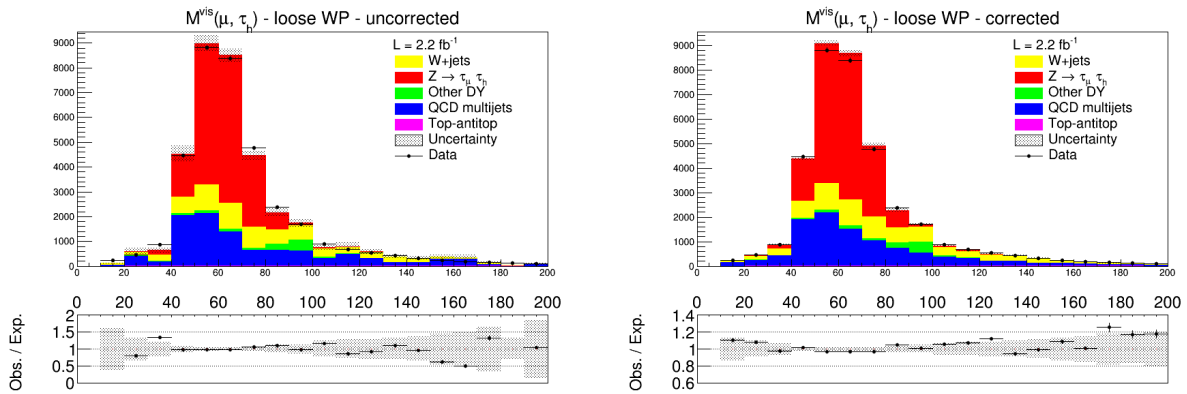 M^vis(μ, τ_h) - loose WP - uncorrected
9000
8000
7000
6000
5000
4000
3000
2000
1000
0
L = 2.2 fb^-1
W+jets
Z → τ_μ τ_h
Other DY
QCD multijets
Top-antitop
Uncertainty
Data
0 20 40 60 80 100 120 140 160 180 200
0 20 40 60 80 100 120 140 160 180 200
Obs. / Exp.
2
1.5
1
0.5
0
M^vis(μ, τ_h) - loose WP - corrected
9000
8000
7000
6000
5000
4000
3000
2000
1000
0
L = 2.2 fb^-1
W+jets
Z → τ_μ τ_h
Other DY
QCD multijets
Top-antitop
Uncertainty
Data
0 20 40 60 80 100 120 140 160 180 200
0 20 40 60 80 100 120 140 160 180 200
Obs. / Exp.
1.4
1.2
1
0.8
0.6